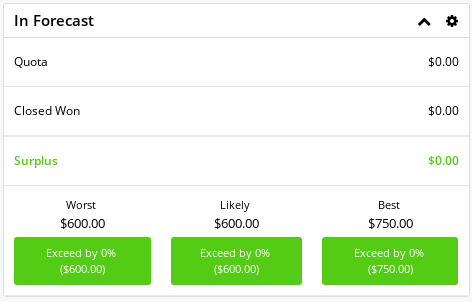 In Forecast
Quota $0.00
Closed Won $0.00
Surplus $0.00
Worst Likely Best
$600.00 $600.00 $750.00
Exceed by 0% Exceed by 0% Exceed by 0%
($600.00) ($600.00) ($750.00)